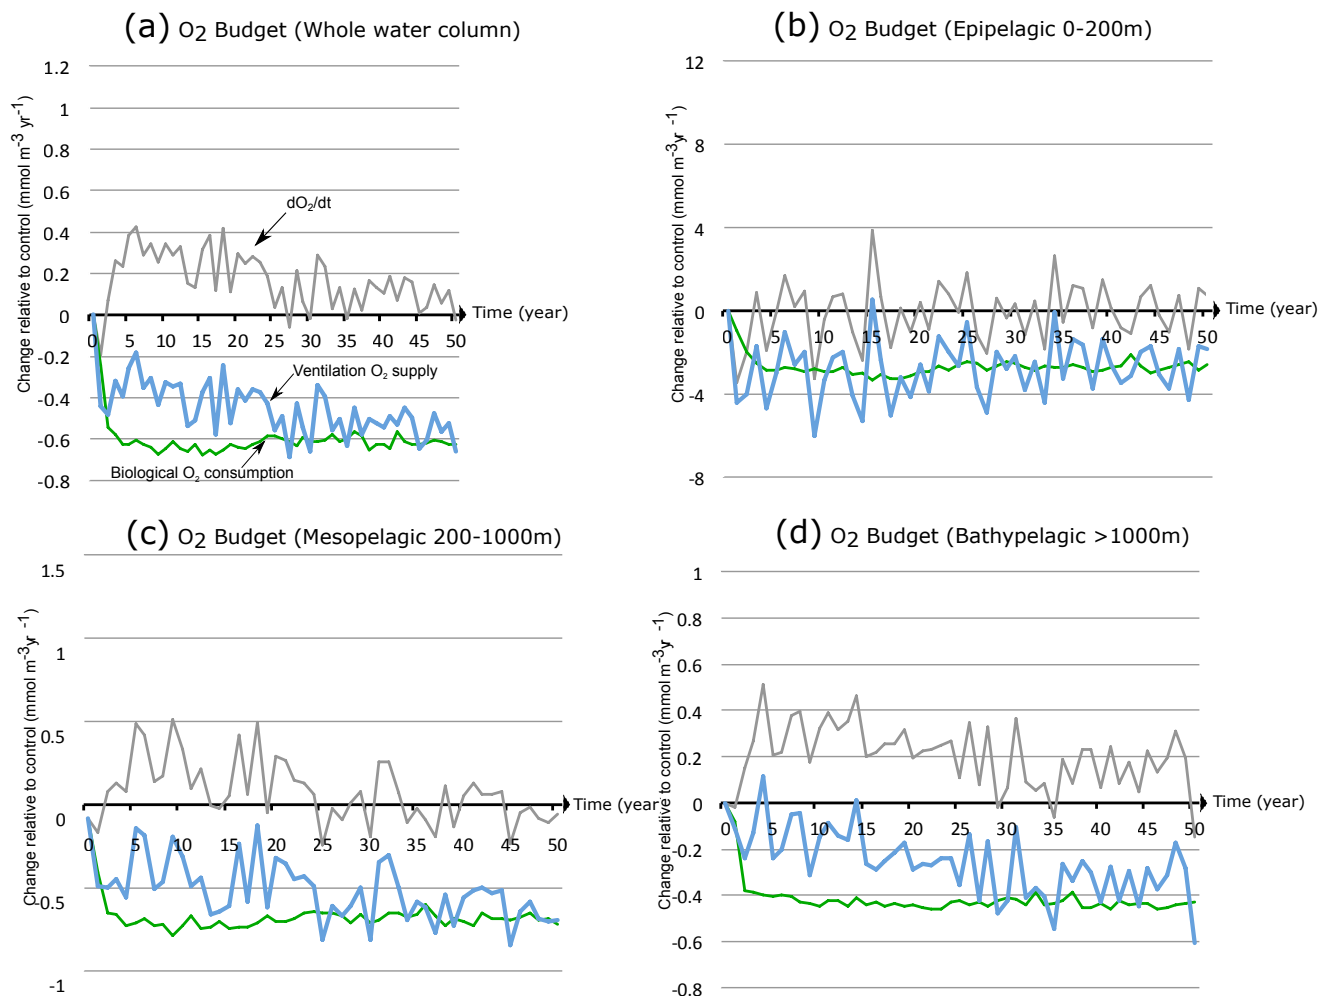 (a) O2 Budget (Whole water column)
Change relative to control (mmol m-3 yr-1)
1.2
1
0.8
0.6
0.4
0.2
0
-0.2
-0.4
-0.6
-0.8
dO2/dt
0 5 10 15 20 25 30 35 40 45 50
Time (year)
Ventilation O2 supply
Biological O2 consumption
(b) O2 Budget (Epipelagic 0-200m)
Change relative to control (mmol m-3yr -1)
12
8
4
0
-4
-8
0 5 10 15 20 25 30 35 40 45 50
Time (year)
(c) O2 Budget (Mesopelagic 200-1000m)
Change relative to control (mmol m-3yr -1)
1.5
1
0.5
0
-0.5
-1
0 5 10 15 20 25 30 35 40 45 50
Time (year)
(d) O2 Budget (Bathypelagic >1000m)
Change relative to control (mmol m-3yr -1)
1
0.8
0.6
0.4
0.2
0
-0.2
-0.4
-0.6
-0.8
0 5 10 15 20 25 30 35 40 45 50
Time (year)